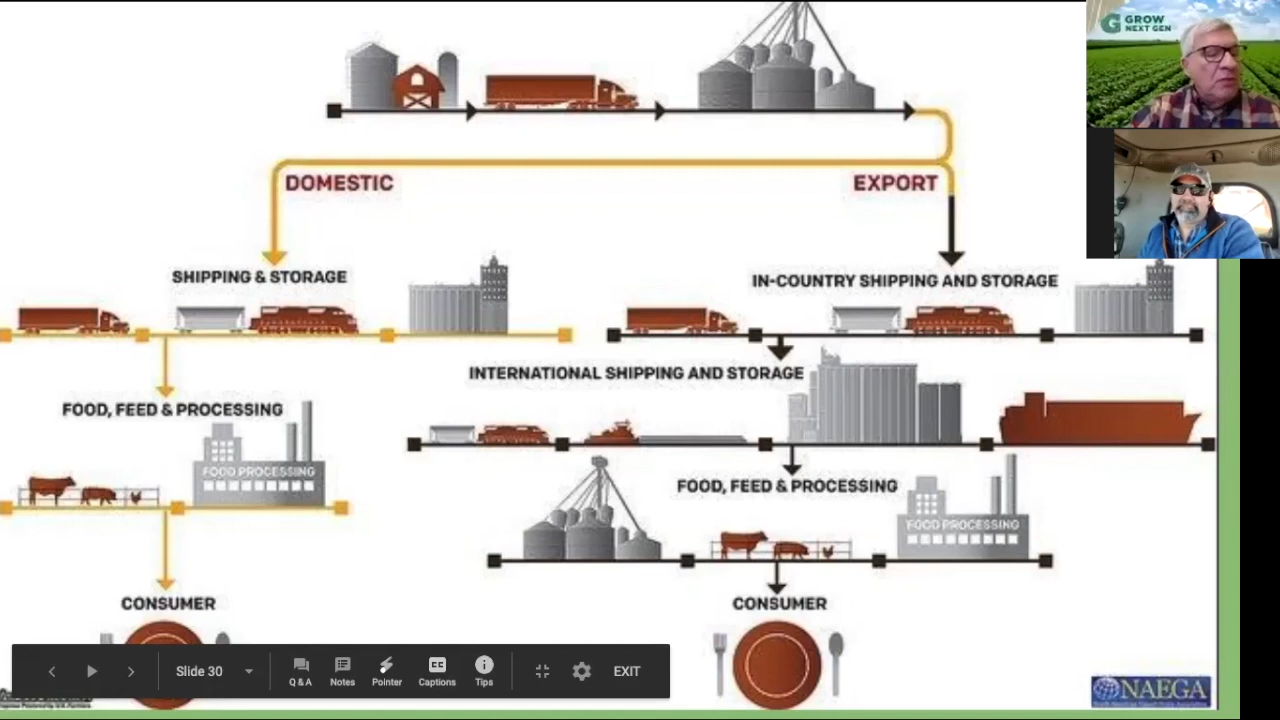 GROW
NEXT GEN
DOMESTIC
EXPORT
SHIPPING & STORAGE
IN-COUNTRY SHIPPING AND STORAGE
INTERNATIONAL SHIPPING AND STORAGE
FOOD, FEED & PROCESSING
FOOD PROCESSING
FOOD, FEED & PROCESSING
FOOD PROCESSING
CONSUMER
CONSUMER
Slide 30
Q & A
Notes
Pointer
Captions
Tips
EXIT
NAEGA